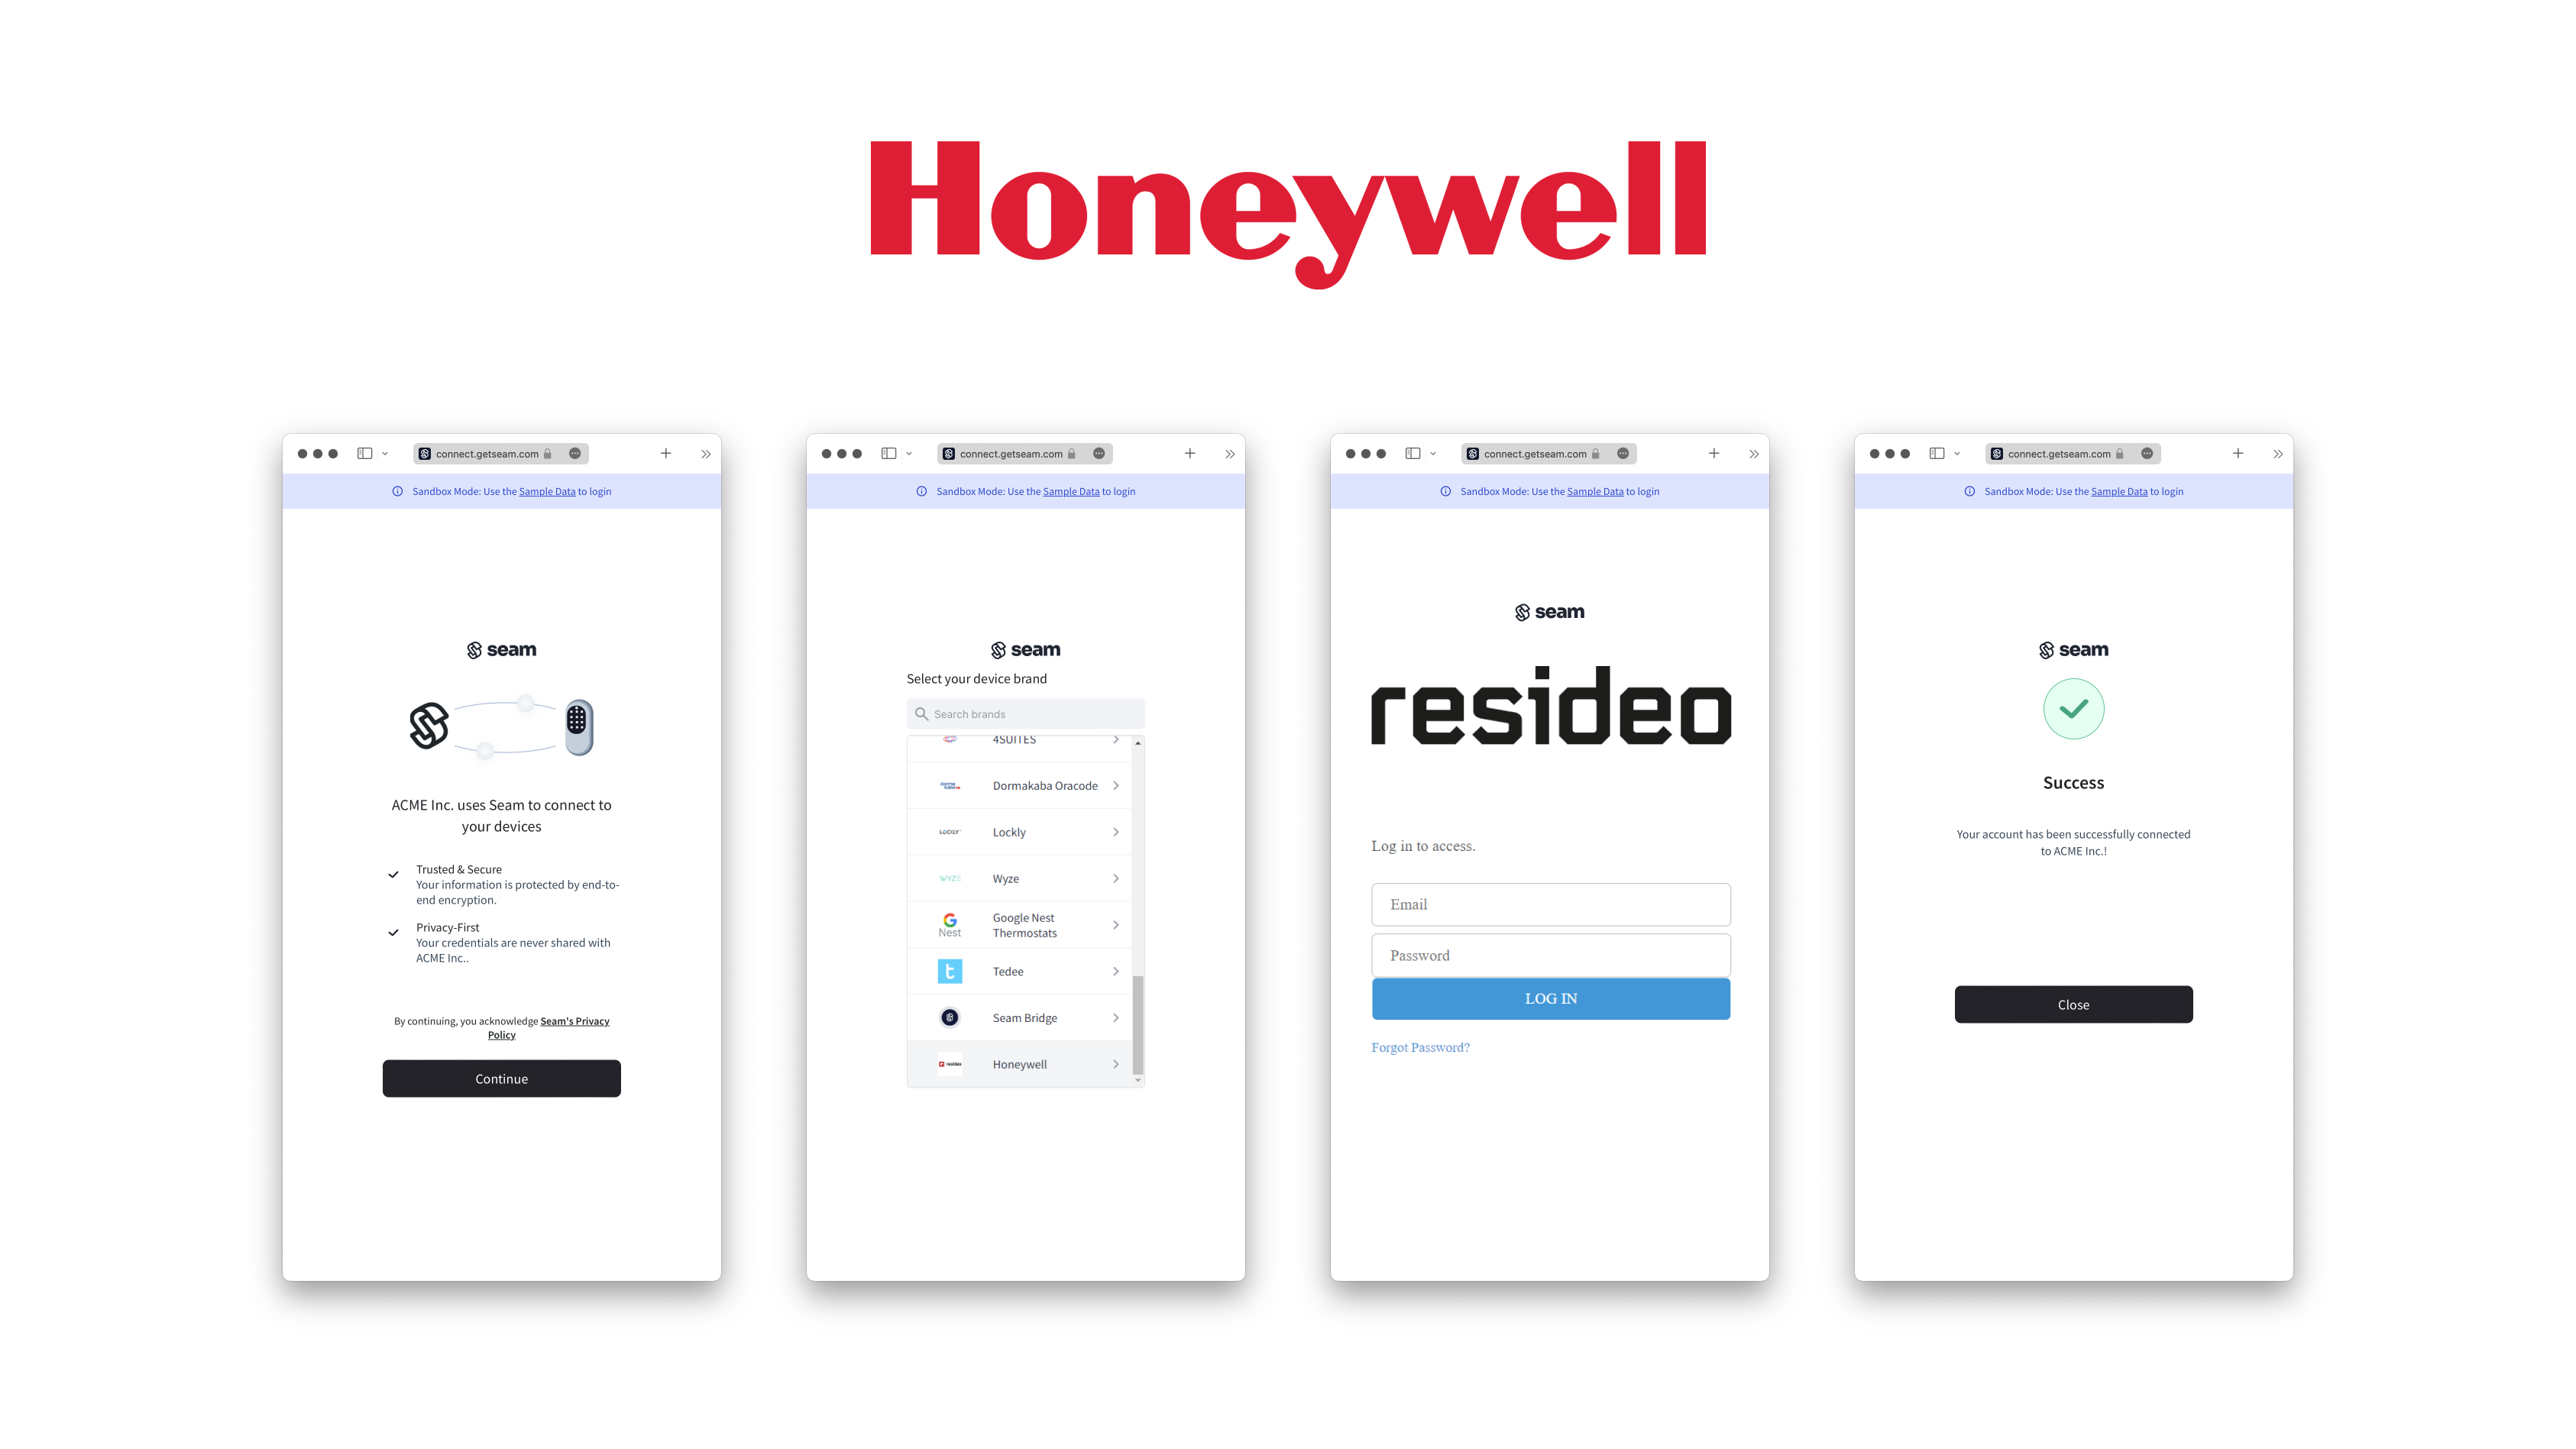 Honeywell
connect.getseam.com
Sandbox Mode: Use the Sample Data to login
seam
ACME Inc. uses Seam to connect to
your devices
Trusted & Secure
Your information is protected by end-to-
end encryption.
Privacy-First
Your credentials are never shared with
ACME Inc..
By continuing, you acknowledge Seam's Privacy
Policy
Continue
connect.getseam.com
Sandbox Mode: Use the Sample Data to login
seam
Select your device brand
Search brands
4SUITES
Dormakaba Oracode
LOCKLY
Lockly
WYZE
Wyze
G
Nest
Google Nest
Thermostats
t
Tedee
Seam Bridge
resideo
Honeywell
connect.getseam.com
Sandbox Mode: Use the Sample Data to login
seam
resideo
Log in to access.
Email
Password
LOG IN
Forgot Password?
connect.getseam.com
Sandbox Mode: Use the Sample Data to login
seam
Success
Your account has been successfully connected
to ACME Inc.!
Close